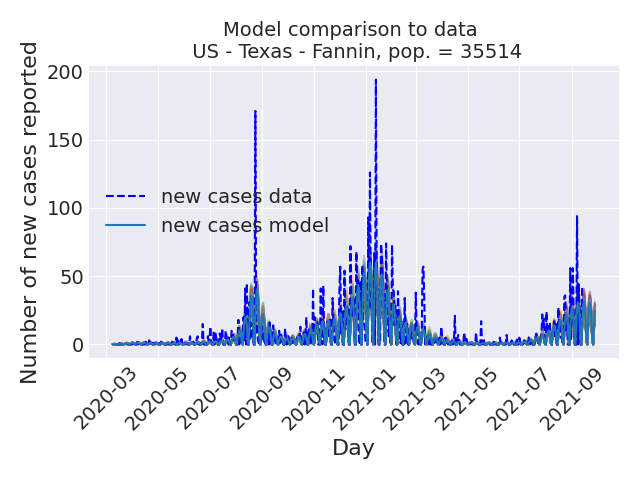 Model comparison to data
US - Texas - Fannin, pop. = 35514
Number of new cases reported
200
150
100
50
0
new cases data
new cases model
2020-03
2020-05
2020-07
2020-09
2020-11
2021-01
2021-03
2021-05
2021-07
2021-09
Day